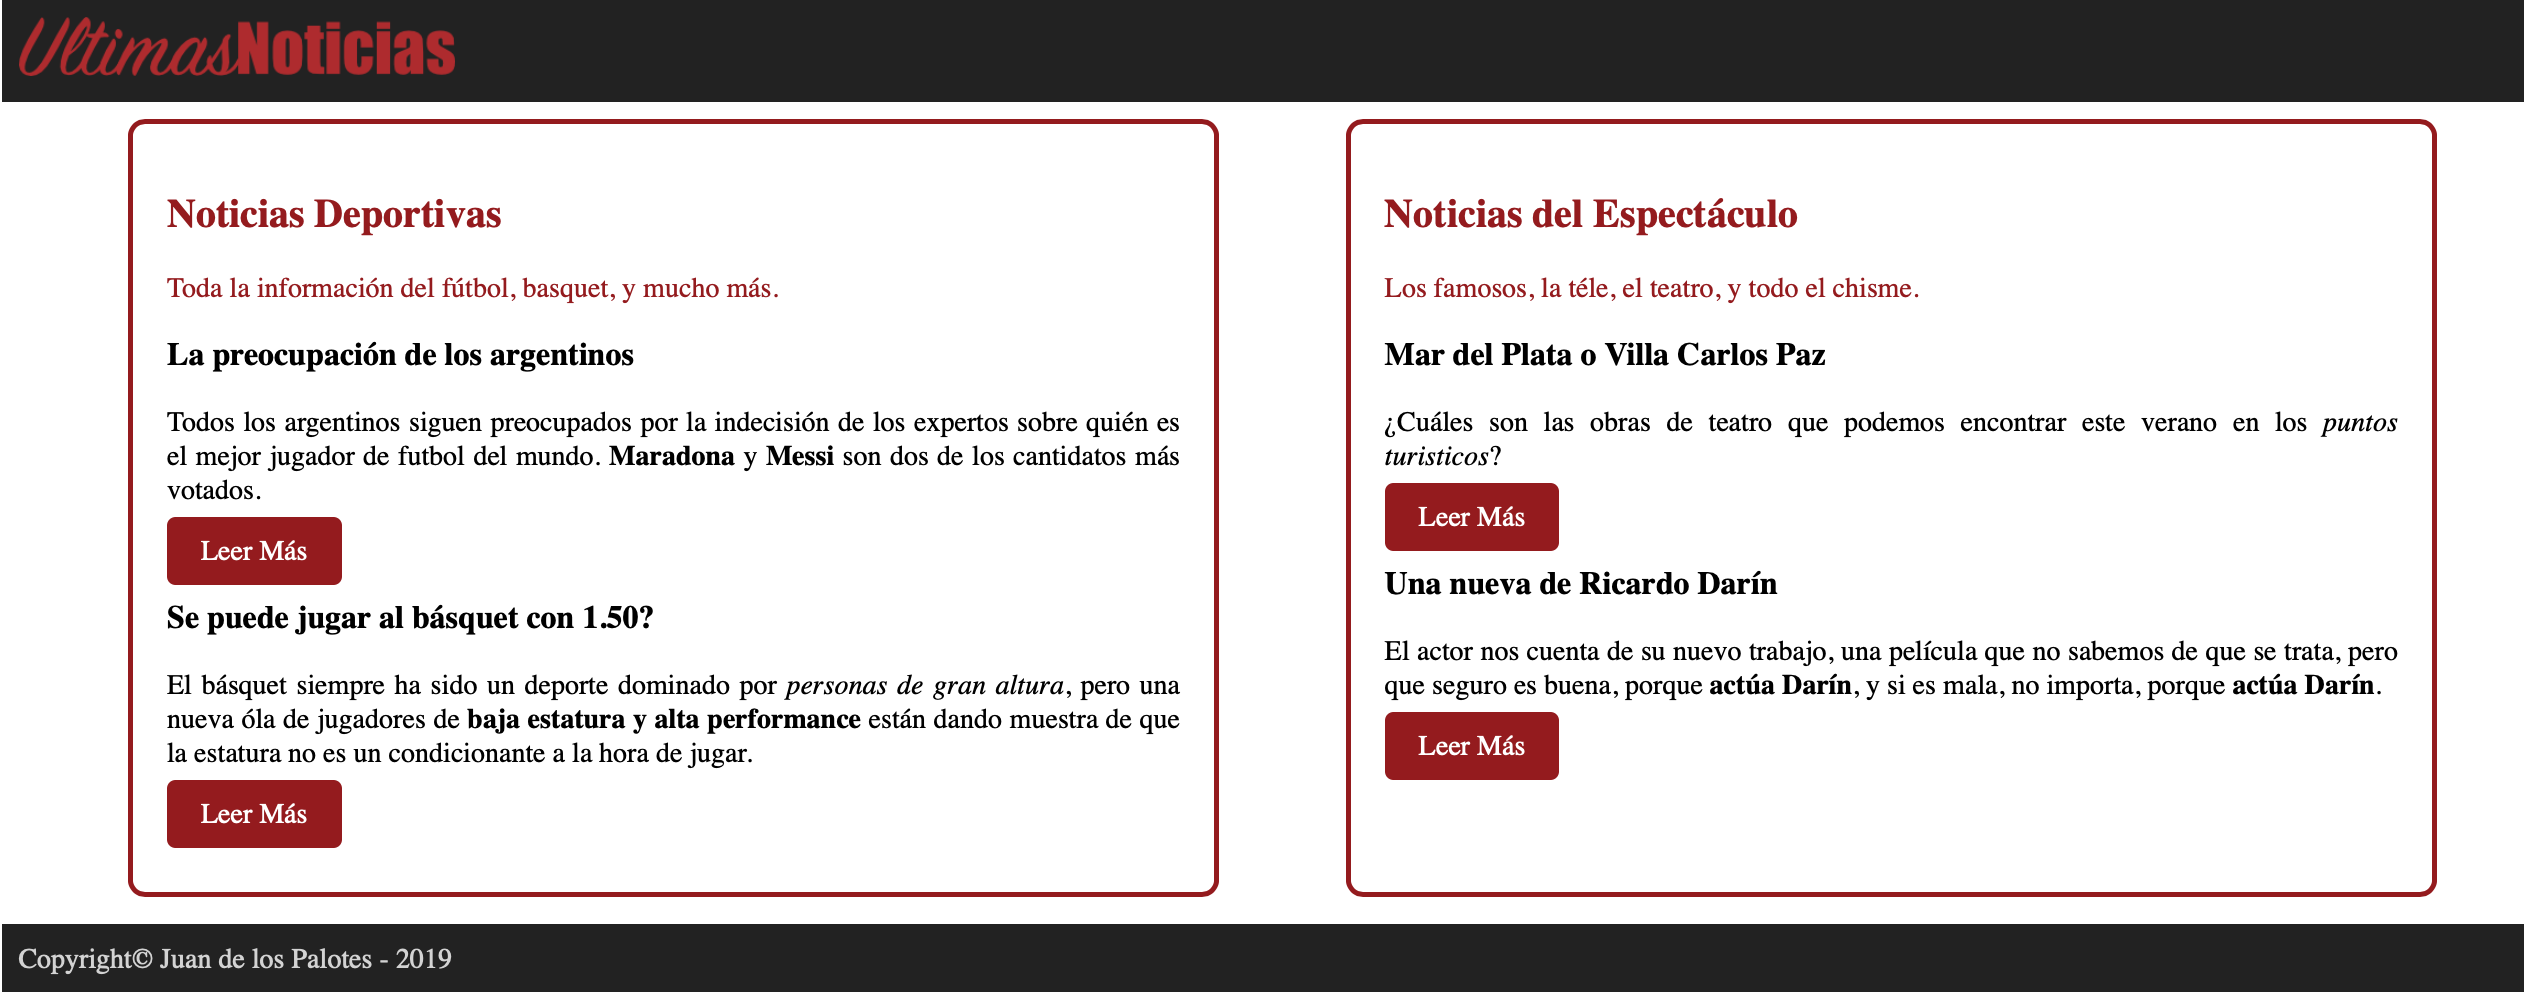 UltimasNoticias
Noticias Deportivas
Toda la información del fútbol, basquet, y mucho más.
La preocupación de los argentinos
Todos los argentinos siguen preocupados por la indecisión de los expertos sobre quién es
el mejor jugador de futbol del mundo. Maradona y Messi son dos de los cantidatos más
votados.
Leer Más
Se puede jugar al básquet con 1.50?
El básquet siempre ha sido un deporte dominado por personas de gran altura, pero una
nueva óla de jugadores de baja estatura y alta performance están dando muestra de que
la estatura no es un condicionante a la hora de jugar.
Leer Más
Noticias del Espectáculo
Los famosos, la téle, el teatro, y todo el chisme.
Mar del Plata o Villa Carlos Paz
¿Cuáles son las obras de teatro que podemos encontrar este verano en los puntos
turisticos?
Leer Más
Una nueva de Ricardo Darín
El actor nos cuenta de su nuevo trabajo, una película que no sabemos de que se trata, pero
que seguro es buena, porque actúa Darín, y si es mala, no importa, porque actúa Darín.
Leer Más
Copyright© Juan de los Palotes - 2019